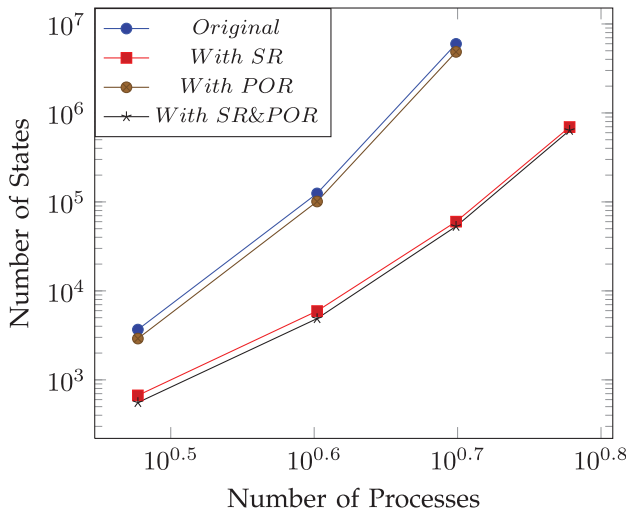 Original
With SR
With POR
With SR&POR
Number of States
10^7
10^6
10^5
10^4
10^3
10^0.5
10^0.6
10^0.7
10^0.8
Number of Processes